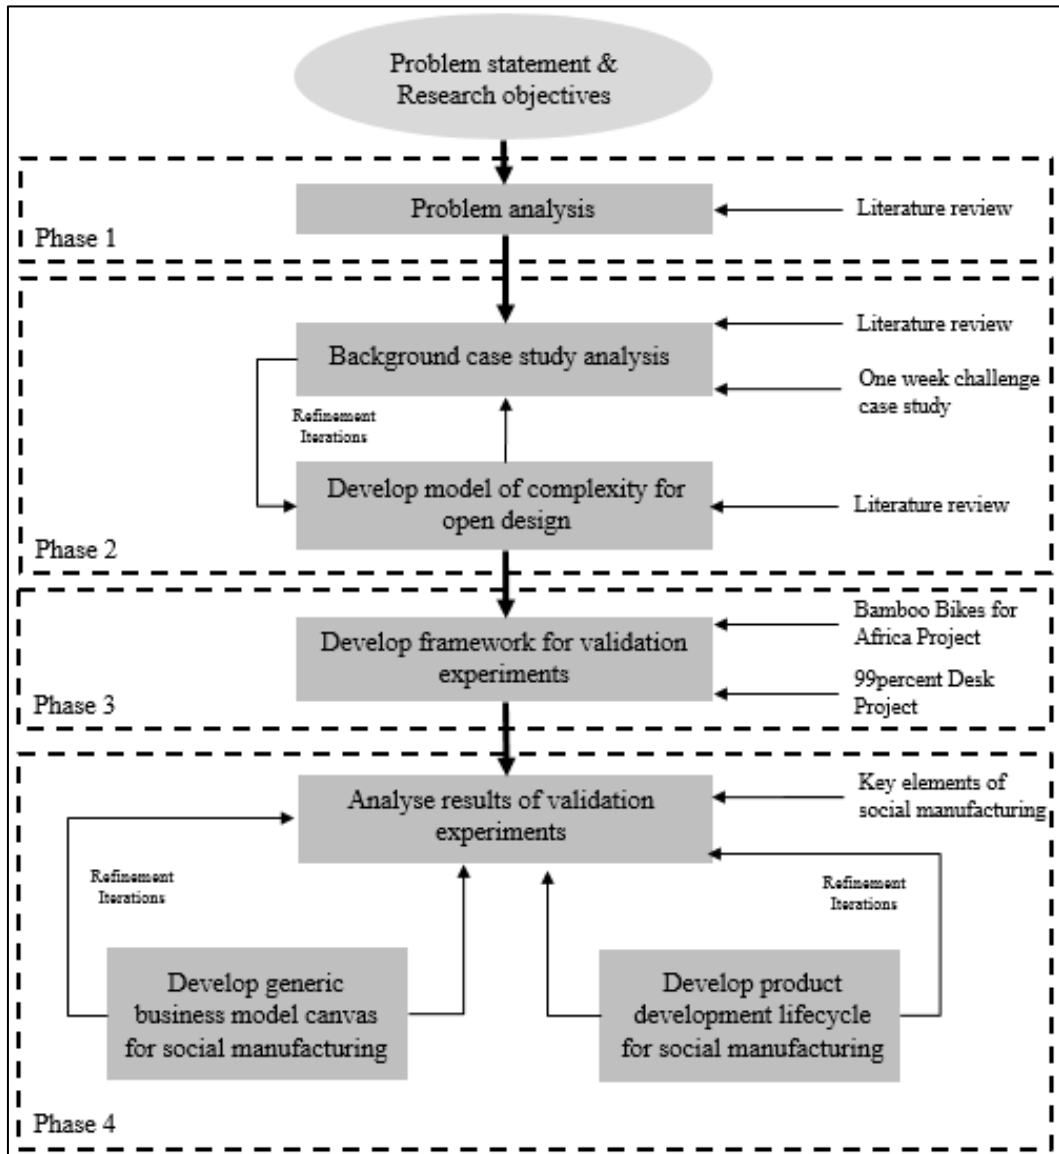 Problem statement &
Research objectives
Problem analysis
Literature review
Phase 1
Literature review
Background case study analysis
One week challenge
case study
Refinement
Iterations
Develop model of complexity for
open design
Literature review
Phase 2
Bamboo Bikes for
Africa Project
Develop framework for validation
experiments
99percent Desk
Project
Phase 3
Key elements of
social manufacturing
Analyse results of validation
experiments
Refinement
Iterations
Refinement
Iterations
Develop generic
business model canvas
for social manufacturing
Develop product
development lifecycle
for social manufacturing
Phase 4